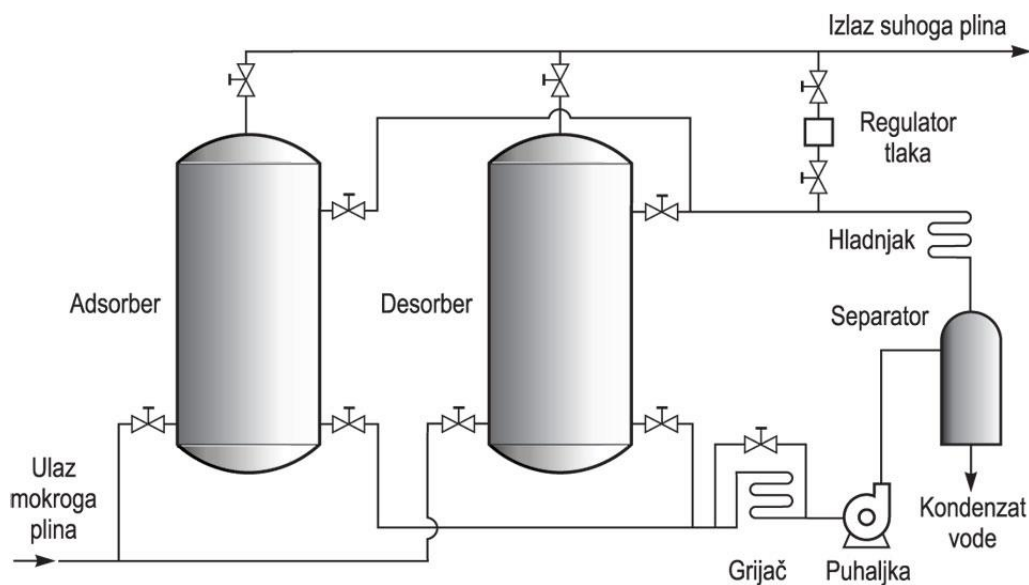 Izlaz suhoga plina
Regulator
tlaka
Hladnjak
Adsorber
Desorber
Separator
Ulaz
mokroga
plina
Kondenzat
vode
Grijač
Puhaljka